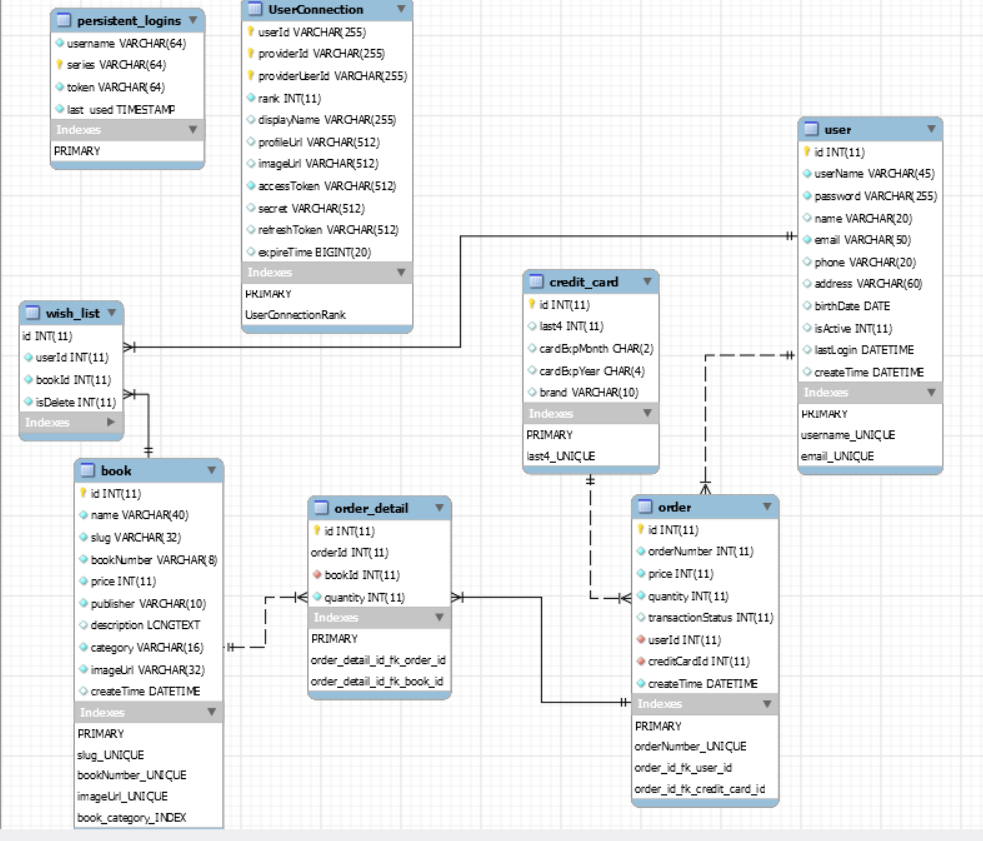 persistent_logins
username VARCHAR(64)
series VARCHAR(64)
token VARCHAR(64)
last_used TIMESTAMP
Indexes
PRIMARY
UserConnection
userId VARCHAR(255)
providerId VARCHAR(255)
providerUserId VARCHAR(255)
rank INT(11)
displayName VARCHAR(255)
profileUrl VARCHAR(512)
imageUrl VARCHAR(512)
accessToken VARCHAR(512)
secret VARCHAR(512)
refreshToken VARCHAR(512)
expireTime BIGINT(20)
Indexes
PRIMARY
UserConnectionRank
user
id INT(11)
userName VARCHAR(45)
password VARCHAR(255)
name VARCHAR(20)
email VARCHAR(50)
phone VARCHAR(20)
address VARCHAR(60)
birthDate DATE
isActive INT(11)
lastLogin DATETIME
createTime DATETIME
Indexes
PRIMARY
username_UNIQUE
email_UNIQUE
wish_list
id INT(11)
userId INT(11)
bookId INT(11)
isDelete INT(11)
Indexes
credit_card
id INT(11)
last4 INT(11)
cardExpMonth CHAR(2)
cardExpYear CHAR(4)
brand VARCHAR(10)
Indexes
PRIMARY
last4_UNIQUE
book
id INT(11)
name VARCHAR(40)
slug VARCHAR(32)
bookNumber VARCHAR(8)
price INT(11)
publisher VARCHAR(10)
description LONGTEXT
category VARCHAR(16)
imageUrl VARCHAR(32)
createTime DATETIME
Indexes
PRIMARY
slug_UNIQUE
bookNumber_UNIQUE
imageUrl_UNIQUE
book_category_INDEX
order_detail
id INT(11)
orderId INT(11)
bookId INT(11)
quantity INT(11)
Indexes
PRIMARY
order_detail_id_fk_order_id
order_detail_id_fk_book_id
order
id INT(11)
orderNumber INT(11)
price INT(11)
quantity INT(11)
transactionStatus INT(11)
userId INT(11)
creditCardId INT(11)
createTime DATETIME
Indexes
PRIMARY
orderNumber_UNIQUE
order_id_fk_user_id
order_id_fk_credit_card_id